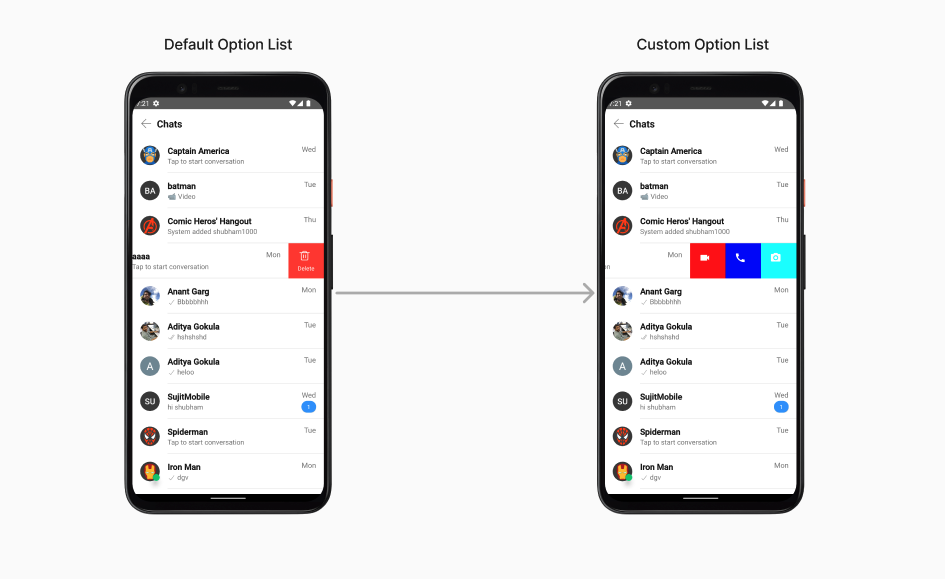 Default Option List
7:21
Chats
Captain America Wed
Tap to start conversation
BA batman Tue
Video
Comic Heros' Hangout Thu
System added shubham1000
aaaa Mon
Tap to start conversation
Delete
Anant Garg Mon
Bbbbbhhh
Aditya Gokula Tue
hshshshd
A Aditya Gokula Tue
heloo
SU SujitMobile Wed
hi shubham 1
Spiderman Tue
Tap to start conversation
Iron Man Mon
dgv
Custom Option List
7:21
Chats
Captain America Wed
Tap to start conversation
BA batman Tue
Video
Comic Heros' Hangout Thu
System added shubham1000
Mon
on
Anant Garg Mon
Bbbbbhhh
Aditya Gokula Tue
hshshshd
A Aditya Gokula Tue
heloo
SU SujitMobile Wed
hi shubham 1
Spiderman Tue
Tap to start conversation
Iron Man Mon
dgv